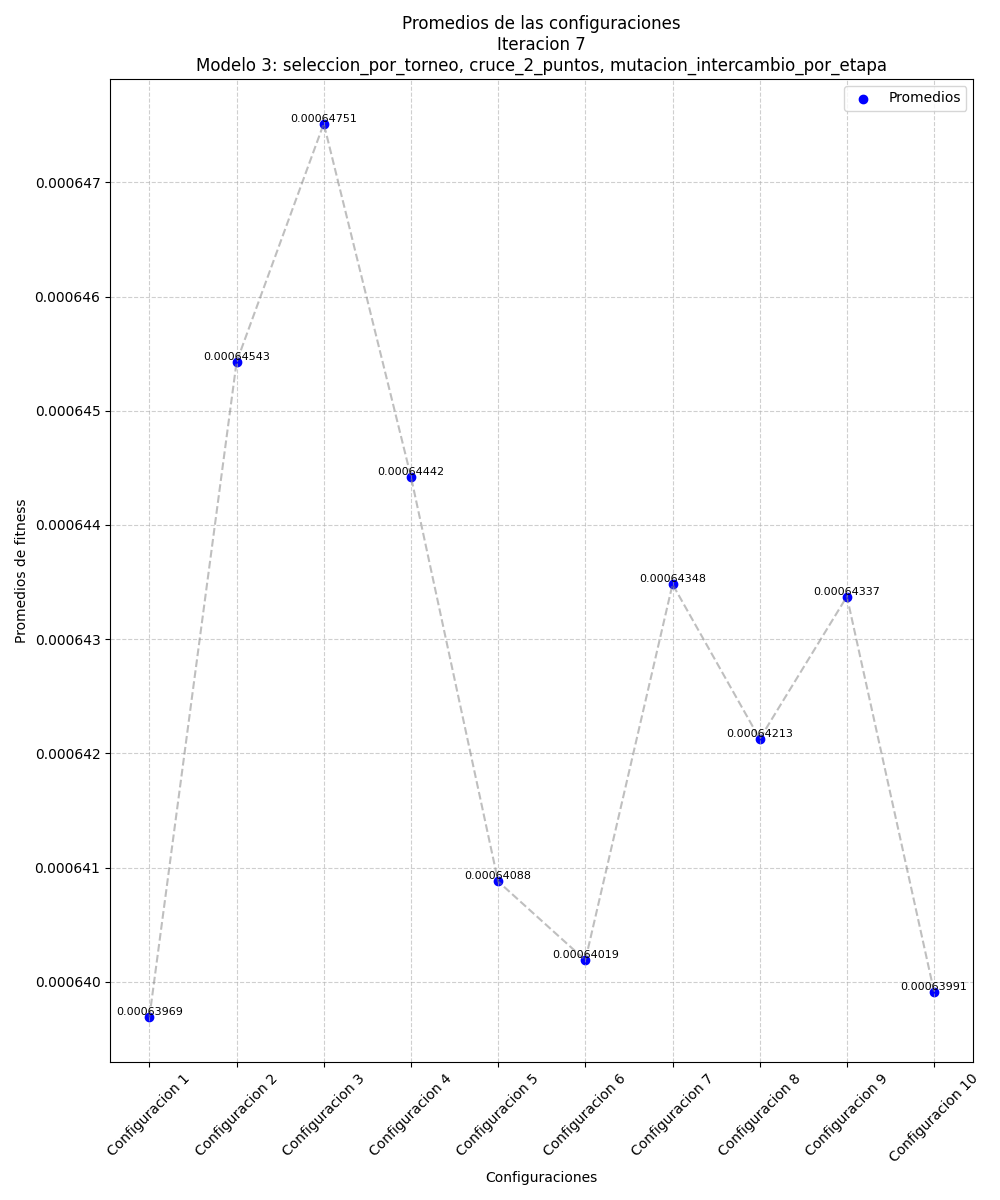 Promedios de las configuraciones
Iteracion 7
Modelo 3: seleccion_por_torneo, cruce_2_puntos, mutacion_intercambio_por_etapa
Promedios
0.00064751
0.000647
0.000646
0.00064543
0.000645
0.00064442
0.000644
0.00064348
0.00064337
0.000643
0.00064213
0.000642
0.000641
0.00064088
0.00064019
0.000640
0.00063991
0.00063969
Promedios de fitness
Configuracion 1
Configuracion 2
Configuracion 3
Configuracion 4
Configuracion 5
Configuracion 6
Configuracion 7
Configuracion 8
Configuracion 9
Configuracion 10
Configuraciones